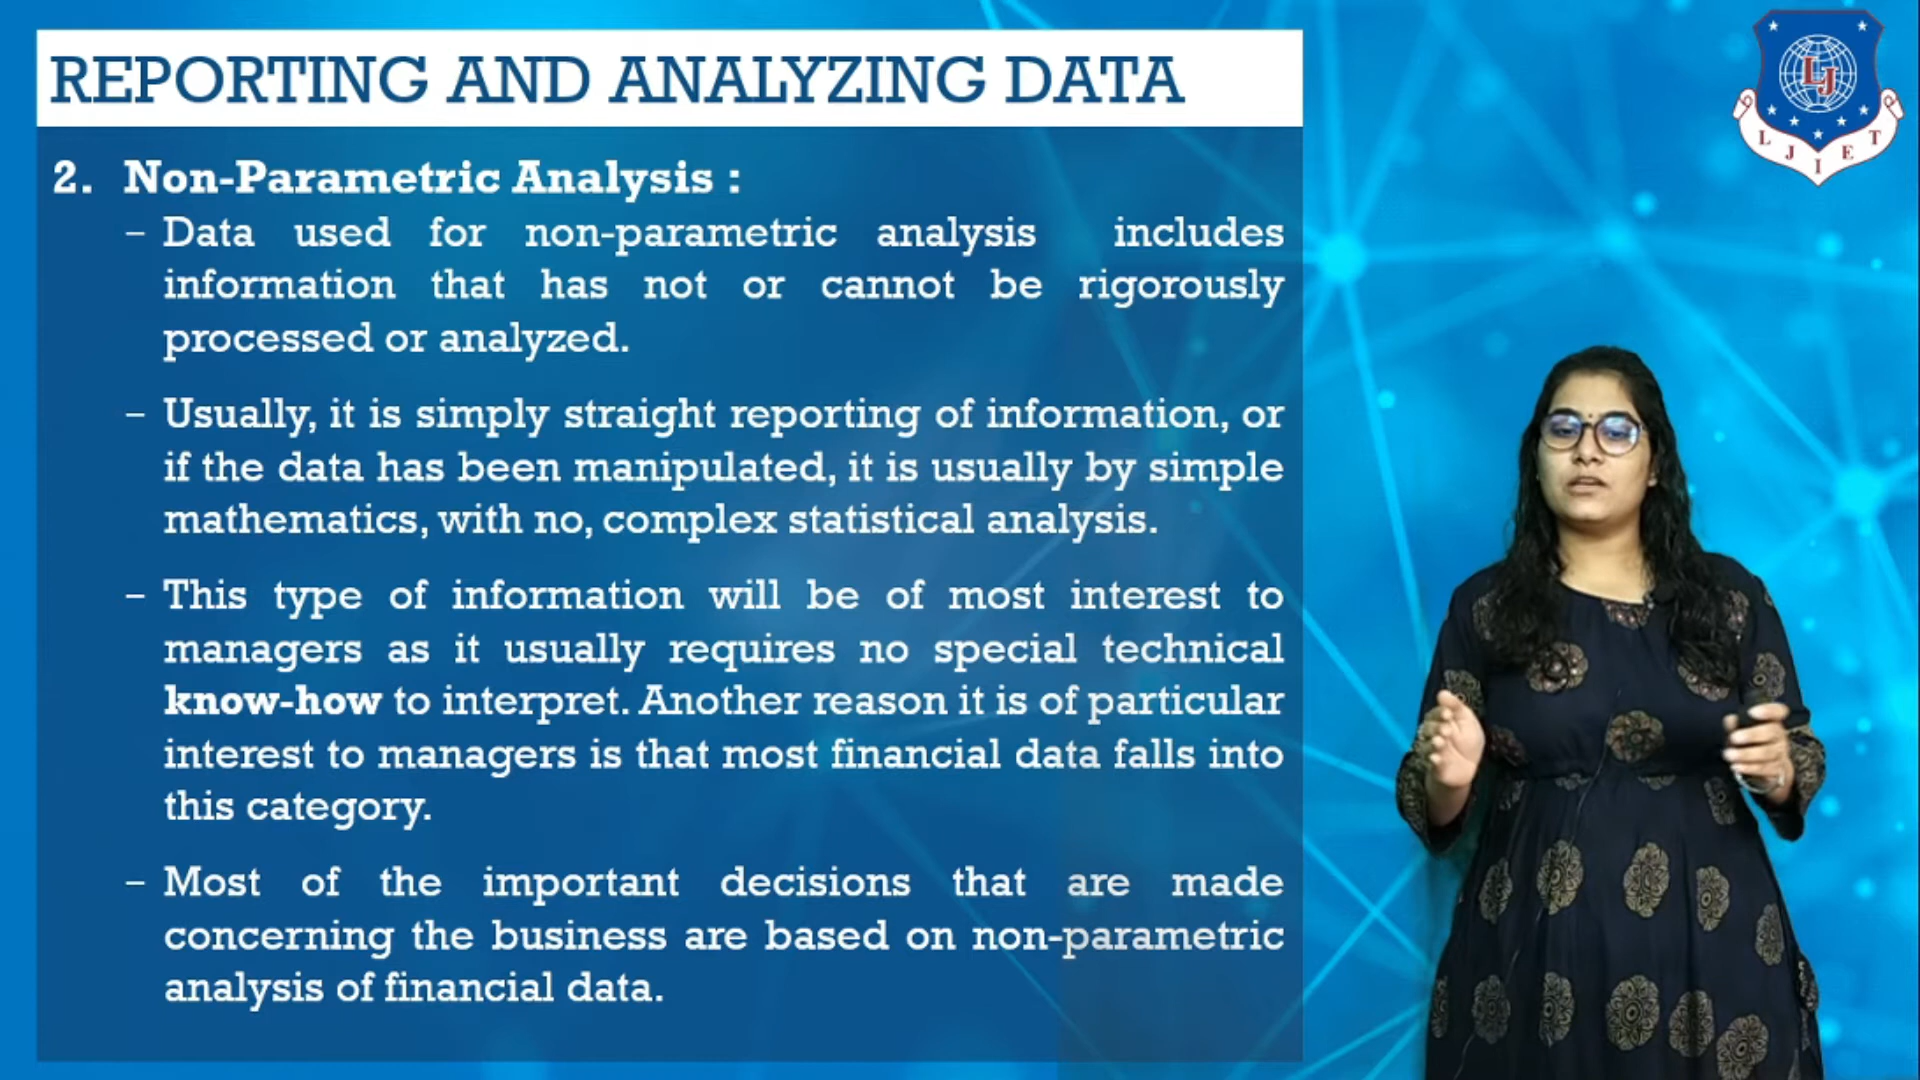 REPORTING AND ANALYZING DATA
2. Non-Parametric Analysis :
– Data used for non-parametric analysis includes
information that has not or cannot be rigorously
processed or analyzed.
– Usually, it is simply straight reporting of information, or
if the data has been manipulated, it is usually by simple
mathematics, with no, complex statistical analysis.
– This type of information will be of most interest to
managers as it usually requires no special technical
know-how to interpret. Another reason it is of particular
interest to managers is that most financial data falls into
this category.
– Most of the important decisions that are made
concerning the business are based on non-parametric
analysis of financial data.
LJ
L J I E T